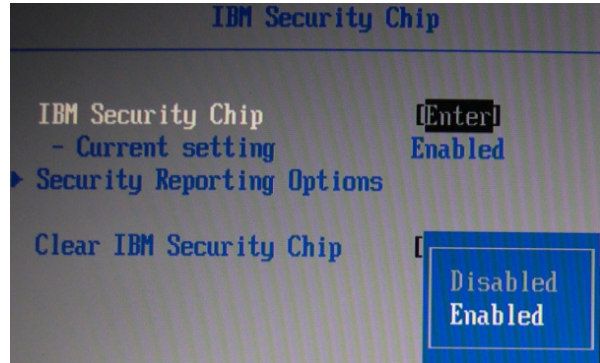 IBM Security Chip
IBM Security Chip [Enter]
- Current setting Enabled
Security Reporting Options
Clear IBM Security Chip [
Disabled
Enabled